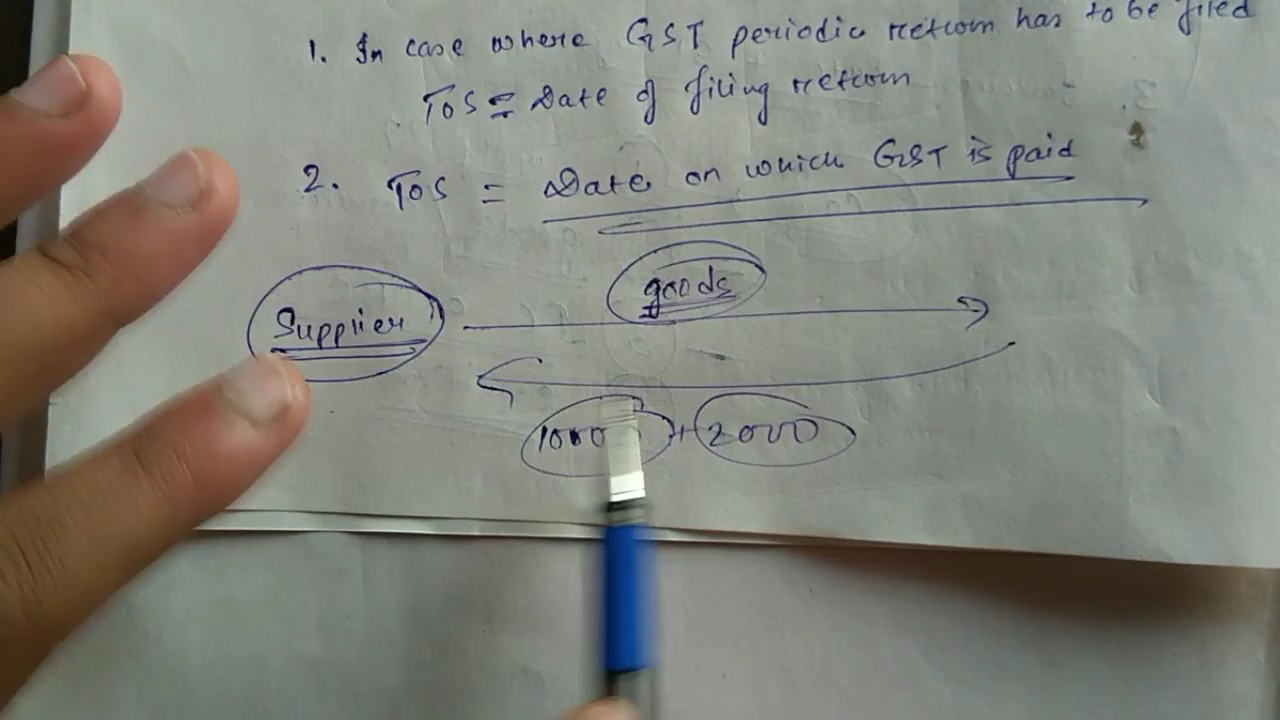 1. In case where GST periodic return has to be filed
TOS = Date of filing return
2. TOS = Date on which GST is paid
goods
Supplier
+ 2000